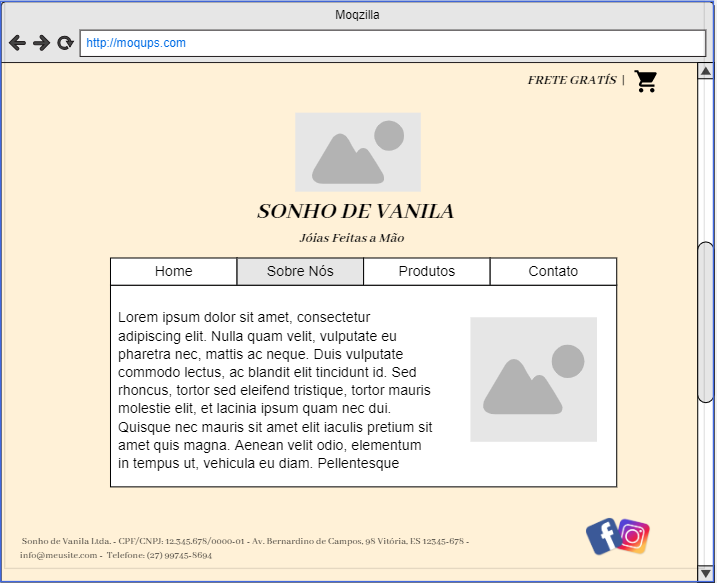 Moqzilla
http://moqups.com
FRETE GRATÍS |
SONHO DE VANILA
Jóias Feitas a Mão
Home Sobre Nós Produtos Contato
Lorem ipsum dolor sit amet, consectetur
adipiscing elit. Nulla quam velit, vulputate eu
pharetra nec, mattis ac neque. Duis vulputate
commodo lectus, ac blandit elit tincidunt id. Sed
rhoncus, tortor sed eleifend tristique, tortor mauris
molestie elit, et lacinia ipsum quam nec dui.
Quisque nec mauris sit amet elit iaculis pretium sit
amet quis magna. Aenean velit odio, elementum
in tempus ut, vehicula eu diam. Pellentesque
Sonho de Vanila Ltda. - CPF/CNPJ: 12.345.678/0000-01 - Av. Bernardino de Campos, 98 Vitória, ES 12345-678 -
info@meusite.com - Telefone: (27) 99745-8694